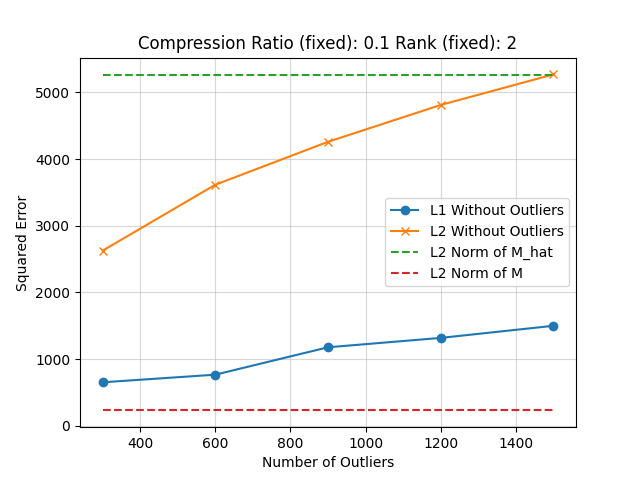 Compression Ratio (fixed): 0.1 Rank (fixed): 2
Squared Error
5000
4000
3000
2000
1000
0
L1 Without Outliers
L2 Without Outliers
L2 Norm of M_hat
L2 Norm of M
400 600 800 1000 1200 1400
Number of Outliers